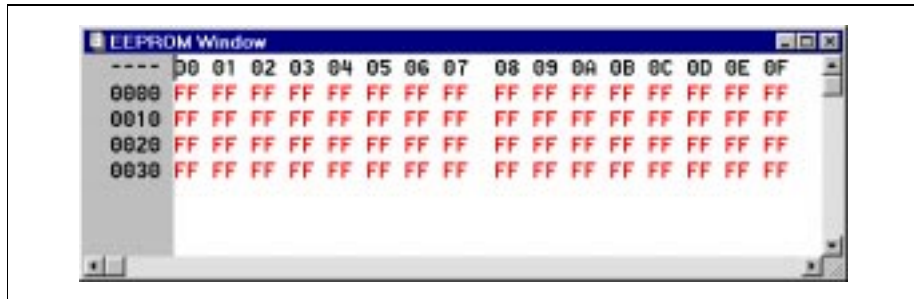 EEPROM Window
---- 00 01 02 03 04 05 06 07 08 09 0A 0B 0C 0D 0E 0F
0000 FF FF FF FF FF FF FF FF FF FF FF FF FF FF FF FF
0010 FF FF FF FF FF FF FF FF FF FF FF FF FF FF FF FF
0020 FF FF FF FF FF FF FF FF FF FF FF FF FF FF FF FF
0030 FF FF FF FF FF FF FF FF FF FF FF FF FF FF FF FF